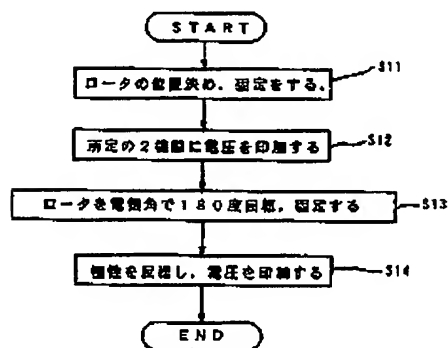 START
S11
ロータの位置決め，固定をする。
S12
所定の2種間に電圧を印加する
S13
ロータを電気角で180度回転，固定する
S14
極性を反転し，電圧を印加する
END